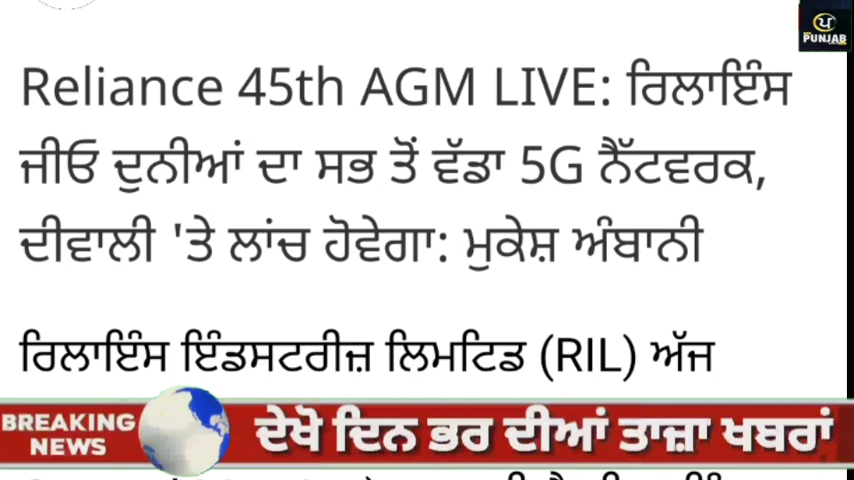 ਪੰ
PUNJAB
Reliance 45th AGM LIVE: ਰਿਲਾਇੰਸ
ਜੀਓ ਦੁਨੀਆਂ ਦਾ ਸਭ ਤੋਂ ਵੱਡਾ 5G ਨੈੱਟਵਰਕ,
ਦੀਵਾਲੀ 'ਤੇ ਲਾਂਚ ਹੋਵੇਗਾ: ਮੁਕੇਸ਼ ਅੰਬਾਨੀ
ਰਿਲਾਇੰਸ ਇੰਡਸਟਰੀਜ਼ ਲਿਮਟਿਡ (RIL) ਅੱਜ
BREAKING
NEWS
ਦੇਖੋ ਦਿਨ ਭਰ ਦੀਆਂ ਤਾਜ਼ਾ ਖਬਰਾਂ